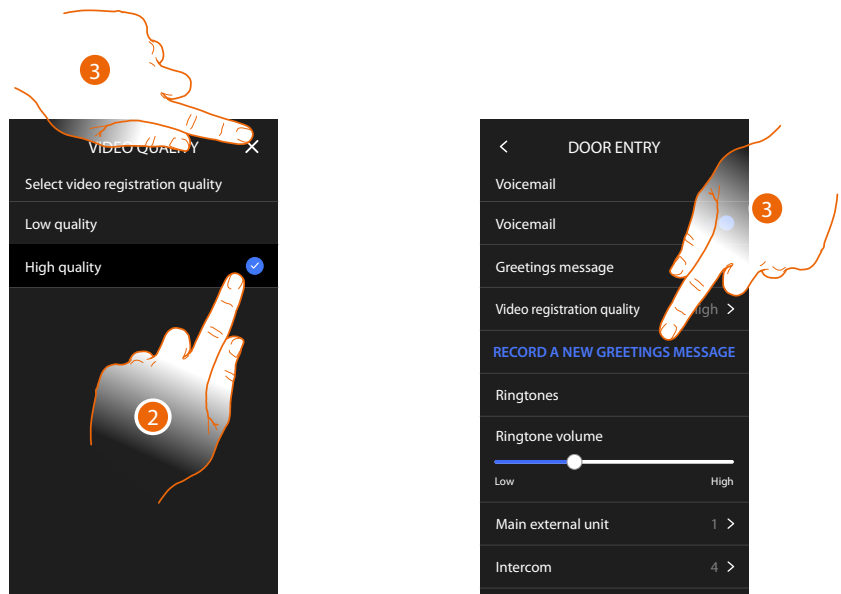 3
VIDEO QUALITY
Select video registration quality
Low quality
High quality
2
DOOR ENTRY
Voicemail
3
Voicemail
Greetings message
Video registration quality High
RECORD A NEW GREETINGS MESSAGE
Ringtones
Ringtone volume
Low High
Main external unit 1
Intercom 4